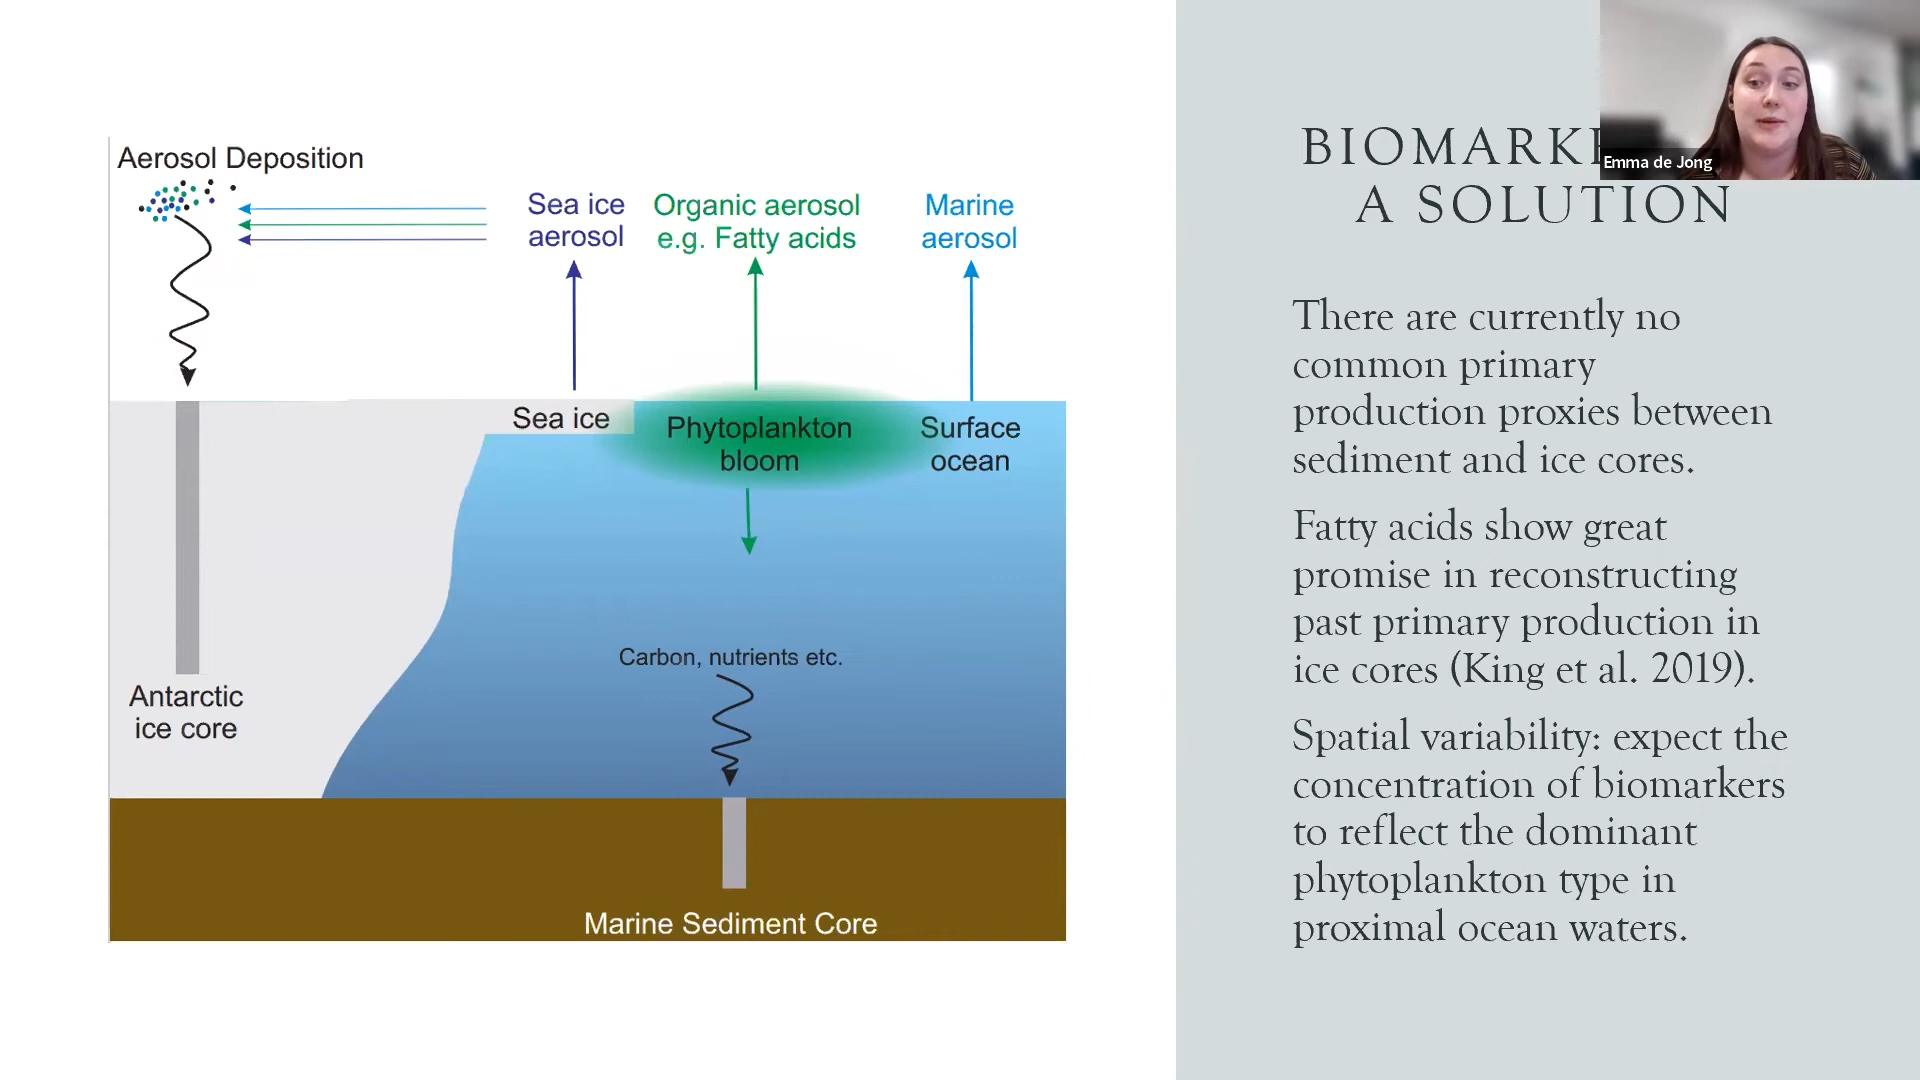 Aerosol Deposition
Sea ice
aerosol
Organic aerosol
e.g. Fatty acids
Marine
aerosol
Sea ice
Phytoplankton
bloom
Surface
ocean
Carbon, nutrients etc.
Antarctic
ice core
Marine Sediment Core
Emma de Jong
A SOLUTION
There are currently no
common primary
production proxies between
sediment and ice cores.
Fatty acids show great
promise in reconstructing
past primary production in
ice cores (King et al. 2019).
Spatial variability: expect the
concentration of biomarkers
to reflect the dominant
phytoplankton type in
proximal ocean waters.